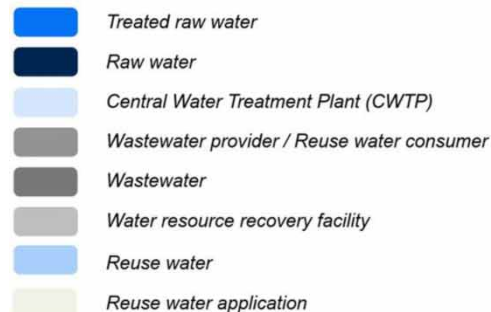 Treated raw water
Raw water
Central Water Treatment Plant (CWTP)
Wastewater provider / Reuse water consumer
Wastewater
Water resource recovery facility
Reuse water
Reuse water application